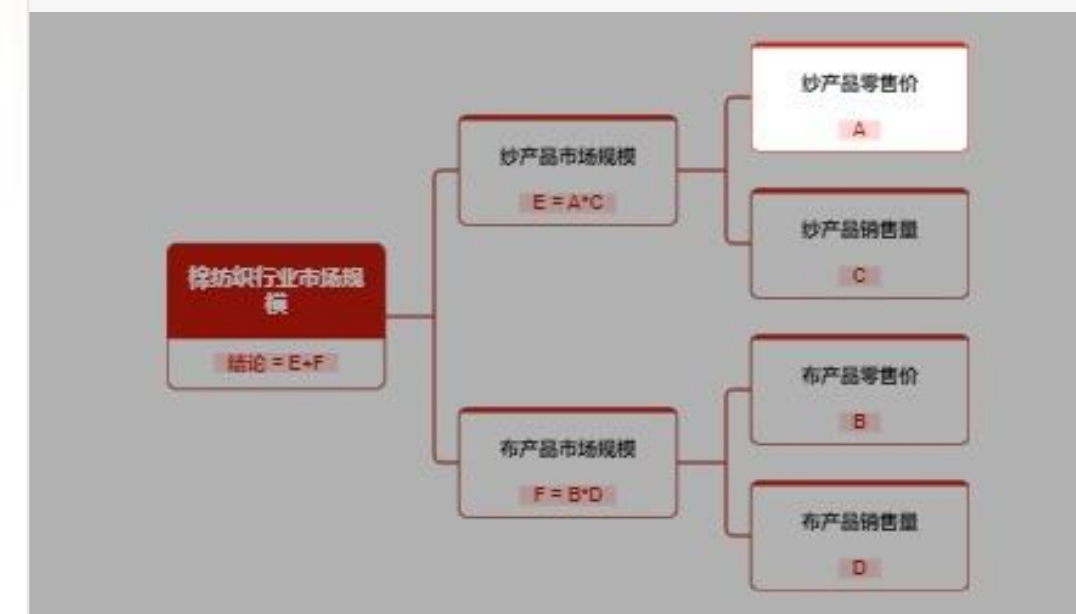 纱产品零售价
A
纱产品市场规模
E = A*C
纱产品销售量
C
棉纺织行业市场规
模
结论 = E+F
布产品零售价
B
布产品市场规模
F = B*D
布产品销售量
D